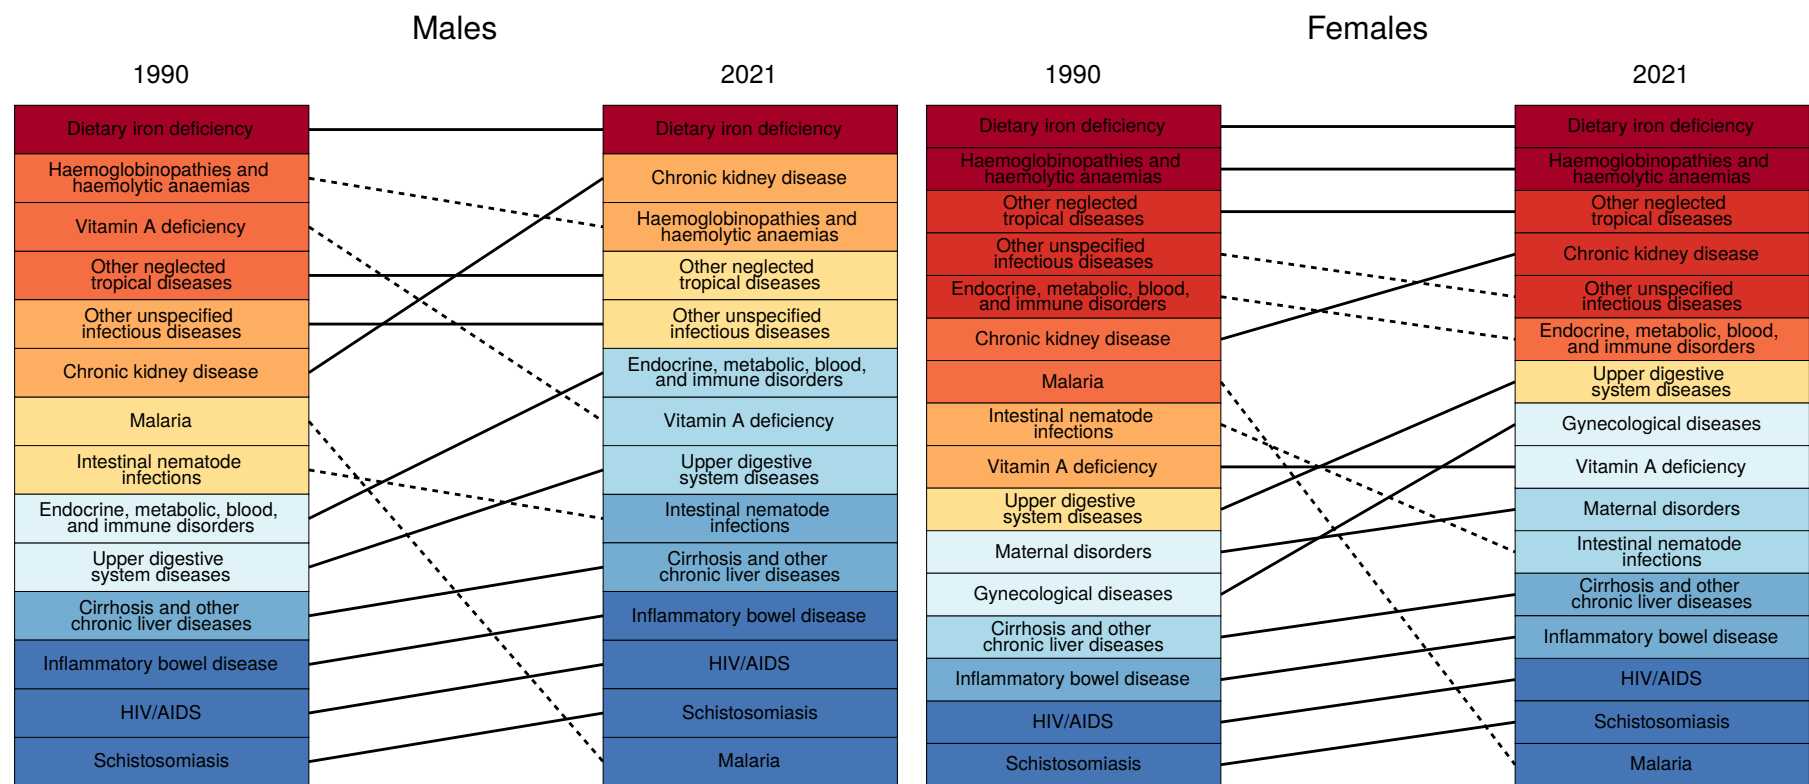 Males
1990
2021
Dietary iron deficiency
Haemoglobinopathies and
haemolytic anaemias
Vitamin A deficiency
Other neglected
tropical diseases
Other unspecified
infectious diseases
Chronic kidney disease
Malaria
Intestinal nematode
infections
Endocrine, metabolic, blood,
and immune disorders
Upper digestive
system diseases
Cirrhosis and other
chronic liver diseases
Inflammatory bowel disease
HIV/AIDS
Schistosomiasis
Dietary iron deficiency
Chronic kidney disease
Haemoglobinopathies and
haemolytic anaemias
Other neglected
tropical diseases
Other unspecified
infectious diseases
Endocrine, metabolic, blood,
and immune disorders
Vitamin A deficiency
Upper digestive
system diseases
Intestinal nematode
infections
Cirrhosis and other
chronic liver diseases
Inflammatory bowel disease
HIV/AIDS
Schistosomiasis
Malaria
Females
1990
2021
Dietary iron deficiency
Haemoglobinopathies and
haemolytic anaemias
Other neglected
tropical diseases
Other unspecified
infectious diseases
Endocrine, metabolic, blood,
and immune disorders
Chronic kidney disease
Malaria
Intestinal nematode
infections
Vitamin A deficiency
Upper digestive
system diseases
Maternal disorders
Gynecological diseases
Cirrhosis and other
chronic liver diseases
Inflammatory bowel disease
HIV/AIDS
Schistosomiasis
Dietary iron deficiency
Haemoglobinopathies and
haemolytic anaemias
Other neglected
tropical diseases
Chronic kidney disease
Other unspecified
infectious diseases
Endocrine, metabolic, blood,
and immune disorders
Upper digestive
system diseases
Gynecological diseases
Vitamin A deficiency
Maternal disorders
Intestinal nematode
infections
Cirrhosis and other
chronic liver diseases
Inflammatory bowel disease
HIV/AIDS
Schistosomiasis
Malaria